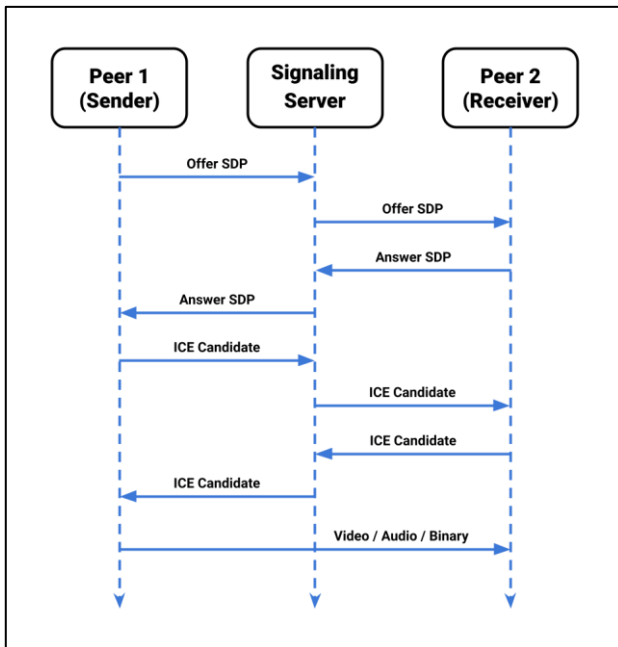 Peer 1
(Sender)
Signaling
Server
Peer 2
(Receiver)
Offer SDP
Offer SDP
Answer SDP
Answer SDP
ICE Candidate
ICE Candidate
ICE Candidate
ICE Candidate
Video / Audio / Binary